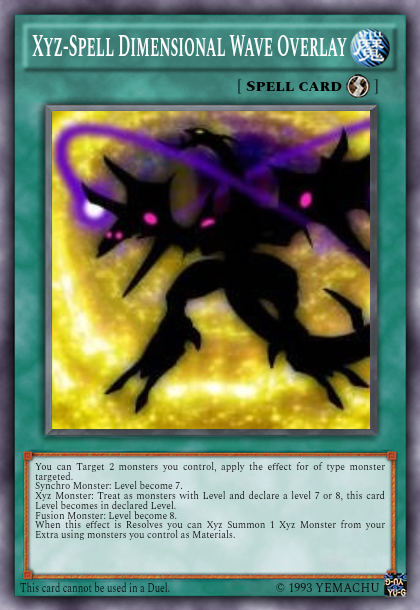 Xyz-Spell Dimensional Wave Overlay
魔
[ SPELL CARD ]
You can Target 2 monsters you control, apply the effect for of type monster
targeted.
Synchro Monster: Level become 7.
Xyz Monster: Treat as monsters with Level and declare a level 7 or 8, this card
Level becomes in declared Level.
Fusion Monster: Level become 8.
When this effect is Resolves you can Xyz Summon 1 Xyz Monster from your
Extra using monsters you control as Materials.
This card cannot be used in a Duel.
© 1993 YEMACHU
D-NA
YU-G